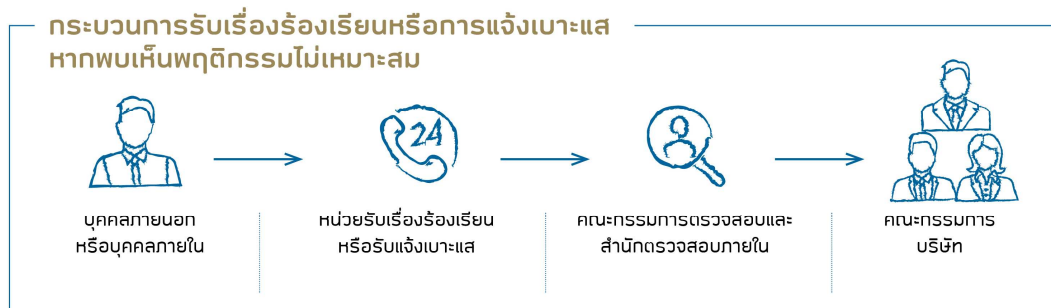 กระบวนการรับเรื่องร้องเรียนหรือการแจ้งเบาะแส
หากพบเห็นพฤติกรรมไม่เหมาะสม
24
บุคคลภายนอก
หรือบุคคลภายใน
หน่วยรับเรื่องร้องเรียน
หรือรับแจ้งเบาะแส
คณะกรรมการตรวจสอบและ
สำนักตรวจสอบภายใน
คณะกรรมการ
บริษัท